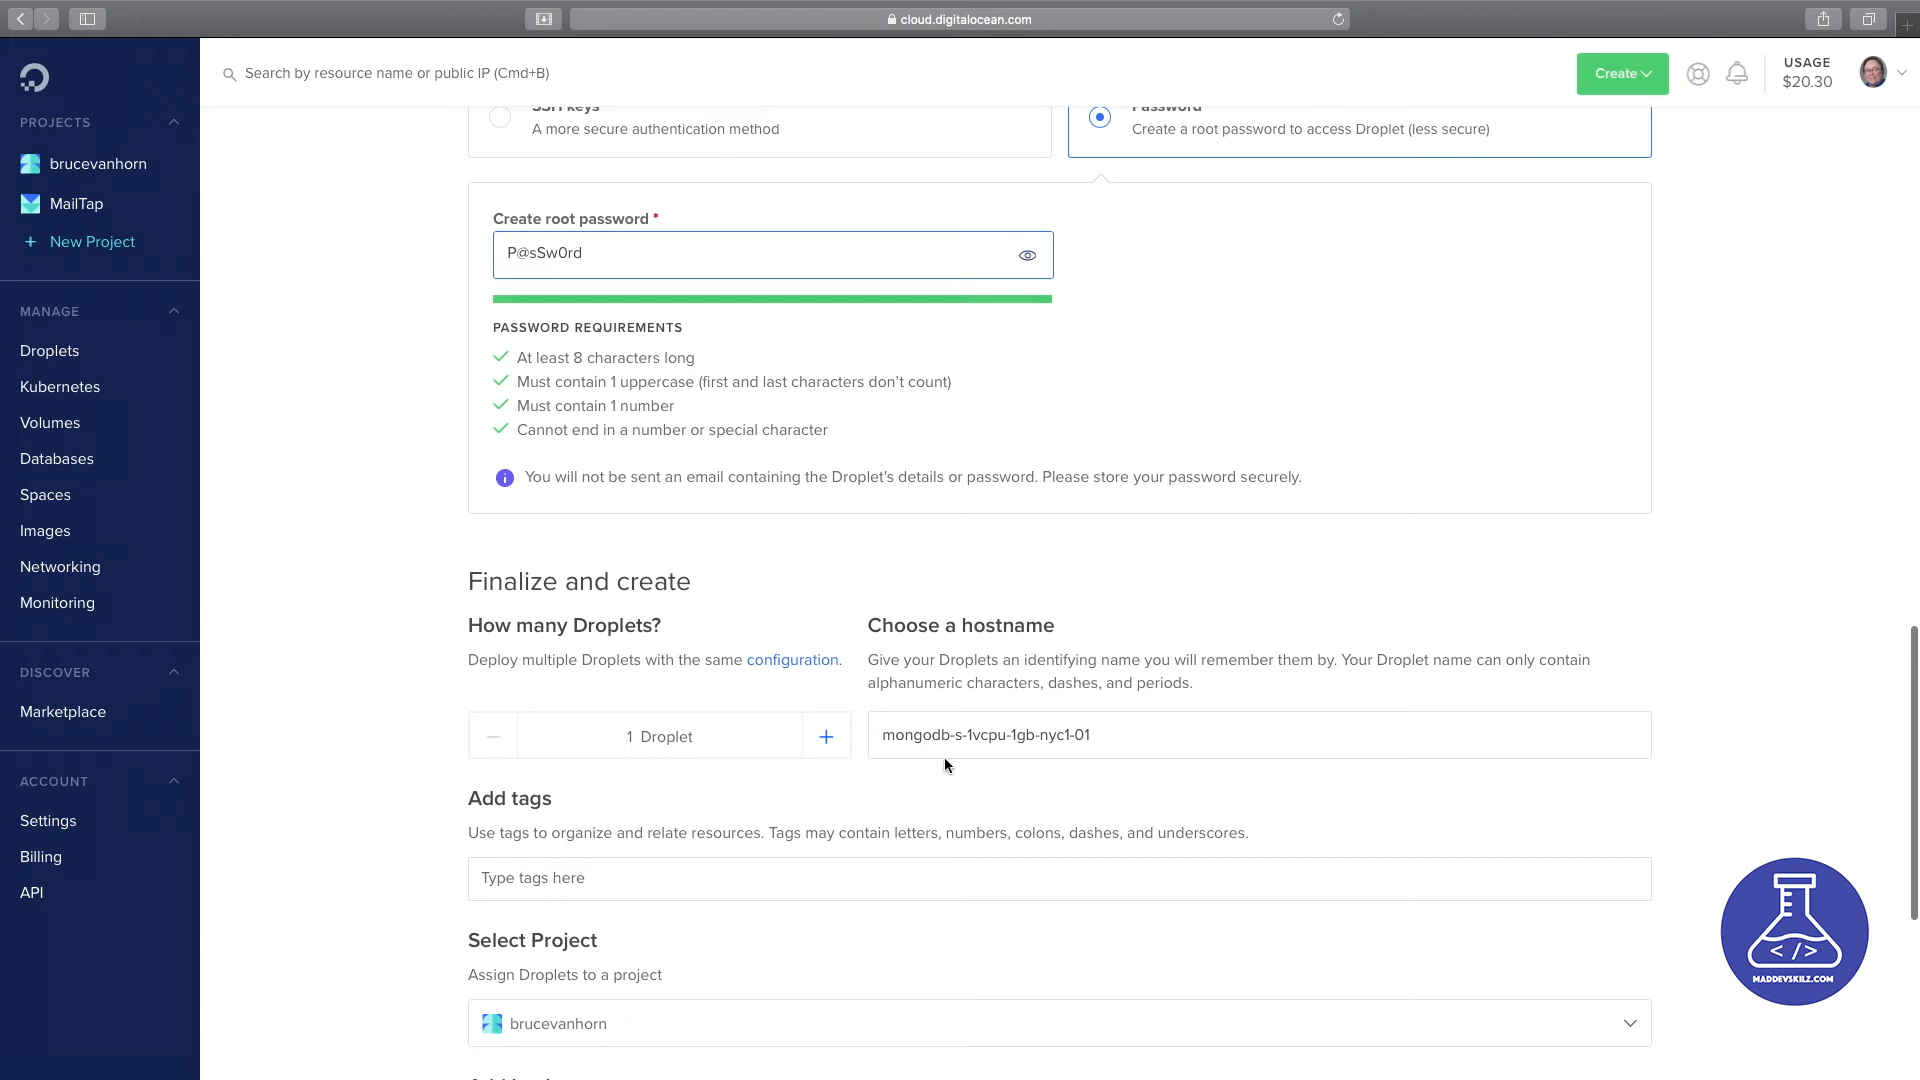 cloud.digitalocean.com
Search by resource name or public IP (Cmd+B)
Create
USAGE
$20.30
PROJECTS
brucevanhorn
MailTap
+ New Project
MANAGE
Droplets
Kubernetes
Volumes
Databases
Spaces
Images
Networking
Monitoring
DISCOVER
Marketplace
ACCOUNT
Settings
Billing
API
SSH keys
A more secure authentication method
Password
Create a root password to access Droplet (less secure)
Create root password *
P@sSw0rd
PASSWORD REQUIREMENTS
At least 8 characters long
Must contain 1 uppercase (first and last characters don’t count)
Must contain 1 number
Cannot end in a number or special character
You will not be sent an email containing the Droplet's details or password. Please store your password securely.
Finalize and create
How many Droplets?
Deploy multiple Droplets with the same configuration.
1 Droplet
Choose a hostname
Give your Droplets an identifying name you will remember them by. Your Droplet name can only contain
alphanumeric characters, dashes, and periods.
mongodb-s-1vcpu-1gb-nyc1-01
Add tags
Use tags to organize and relate resources. Tags may contain letters, numbers, colons, dashes, and underscores.
Type tags here
Select Project
Assign Droplets to a project
brucevanhorn
</>
MADDEVSKILZ.COM